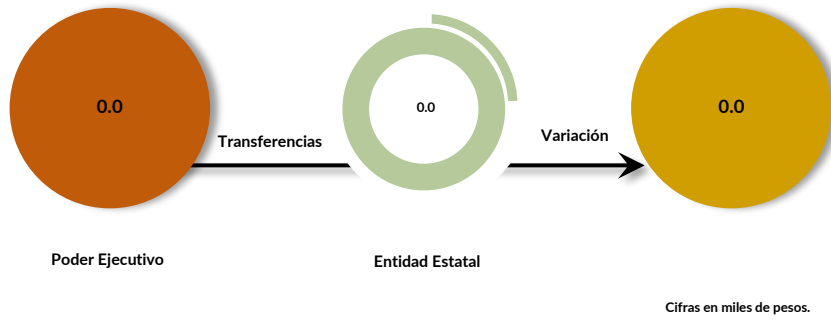 0.0
0.0
0.0
Transferencias
Variación
Poder Ejecutivo
Entidad Estatal
Cifras en miles de pesos.